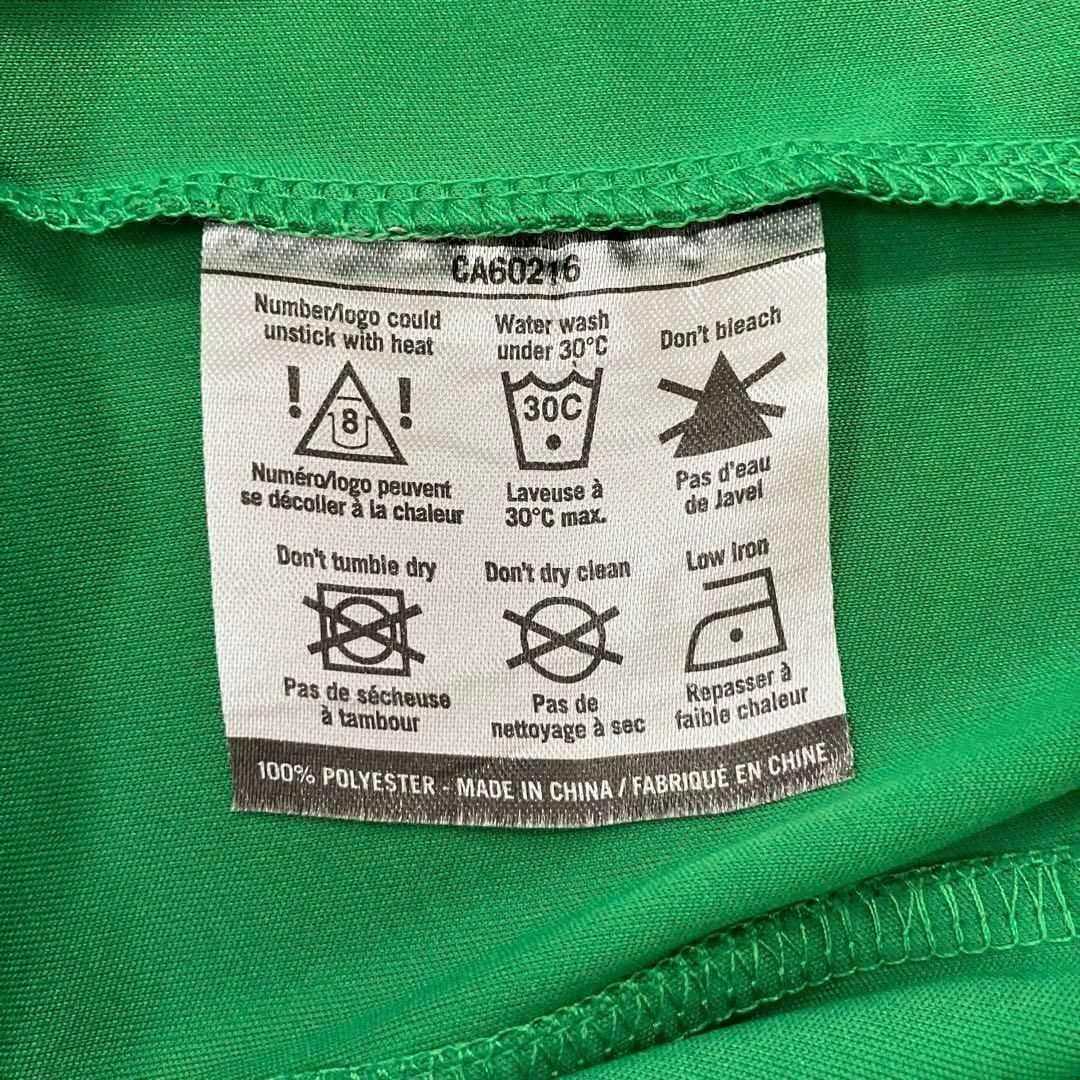 CA60216
Number/logo could
unstick with heat
! 8 !
Numéro/logo peuvent
se décoller à la chaleur
Water wash
under 30°C
30C
Laveuse à
30°C max.
Don't bleach
Pas d'eau
de Javel
Don't tumble dry
Pas de sécheuse
à tambour
Don't dry clean
Pas de
nettoyage à sec
Low Iron
Repasser à
faible chaleur
100% POLYESTER - MADE IN CHINA / FABRIQUÉ EN CHINE